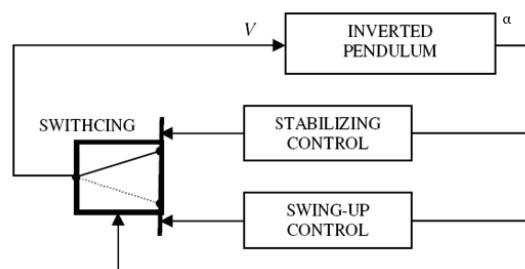 V
INVERTED
PENDULUM
α
SWITHCING
STABILIZING
CONTROL
SWING-UP
CONTROL